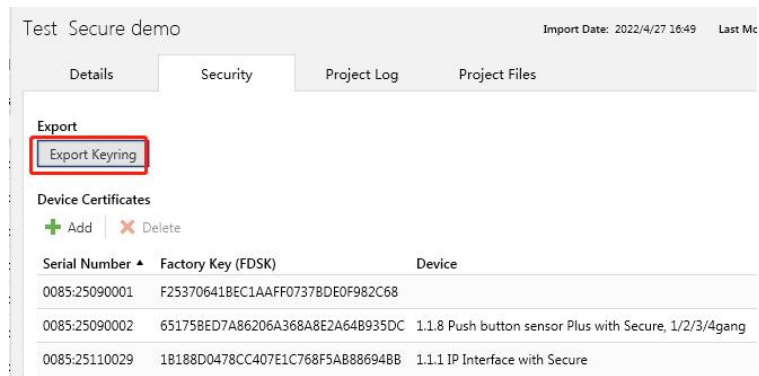 Test Secure demo Import Date: 2022/4/27 16:49 Last Mo
Details Security Project Log Project Files
Export
Export Keyring
Device Certificates
Add Delete
Serial Number Factory Key (FDSK) Device
0085:25090001 F25370641BEC1AAFF0737BDE0F982C68
0085:25090002 65175BED7A86206A368A8E2A64B935DC 1.1.8 Push button sensor Plus with Secure, 1/2/3/4gang
0085:25110029 1B188D0478CC407E1C768F5AB88694BB 1.1.1 IP Interface with Secure